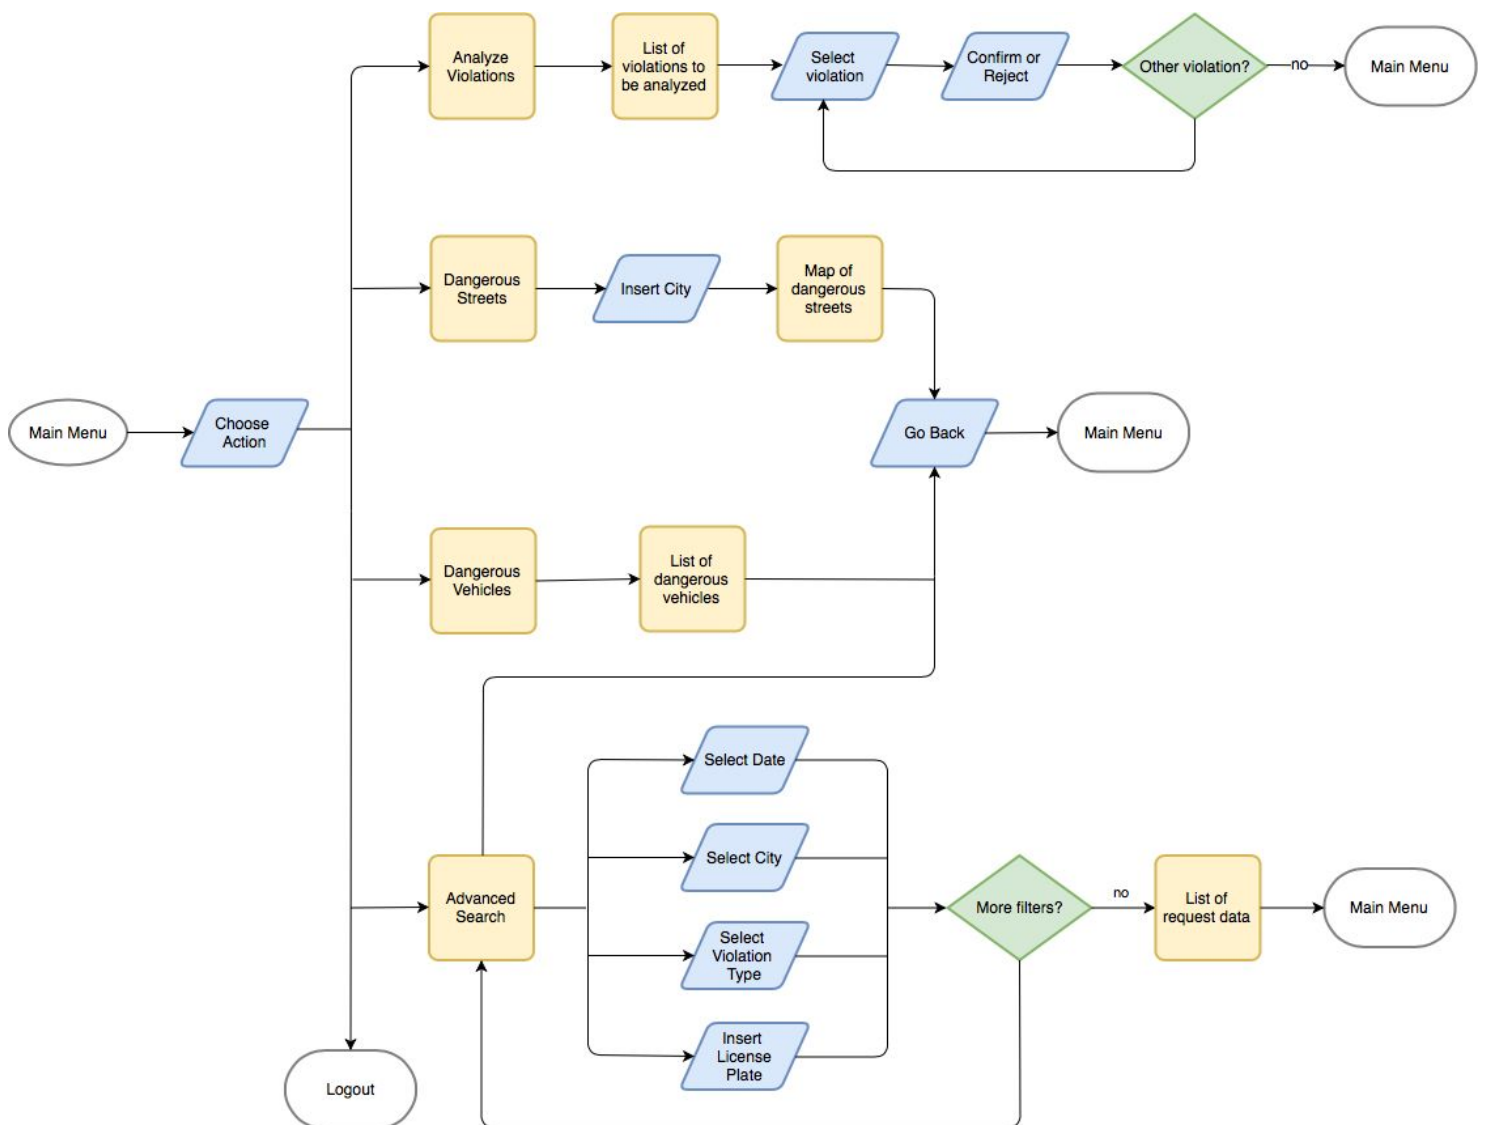 Analyze
Violations
List of
violations to
be analyzed
Select
violation
Confirm or
Reject
Other violation?
no
Main Menu
Dangerous
Streets
Insert City
Map of
dangerous
streets
Main Menu
Choose
Action
Go Back
Main Menu
Dangerous
Vehicles
List of
dangerous
vehicles
Select Date
Select City
Advanced
Search
Select
Violation
Type
Insert
License
Plate
More filters?
no
List of
request data
Main Menu
Logout